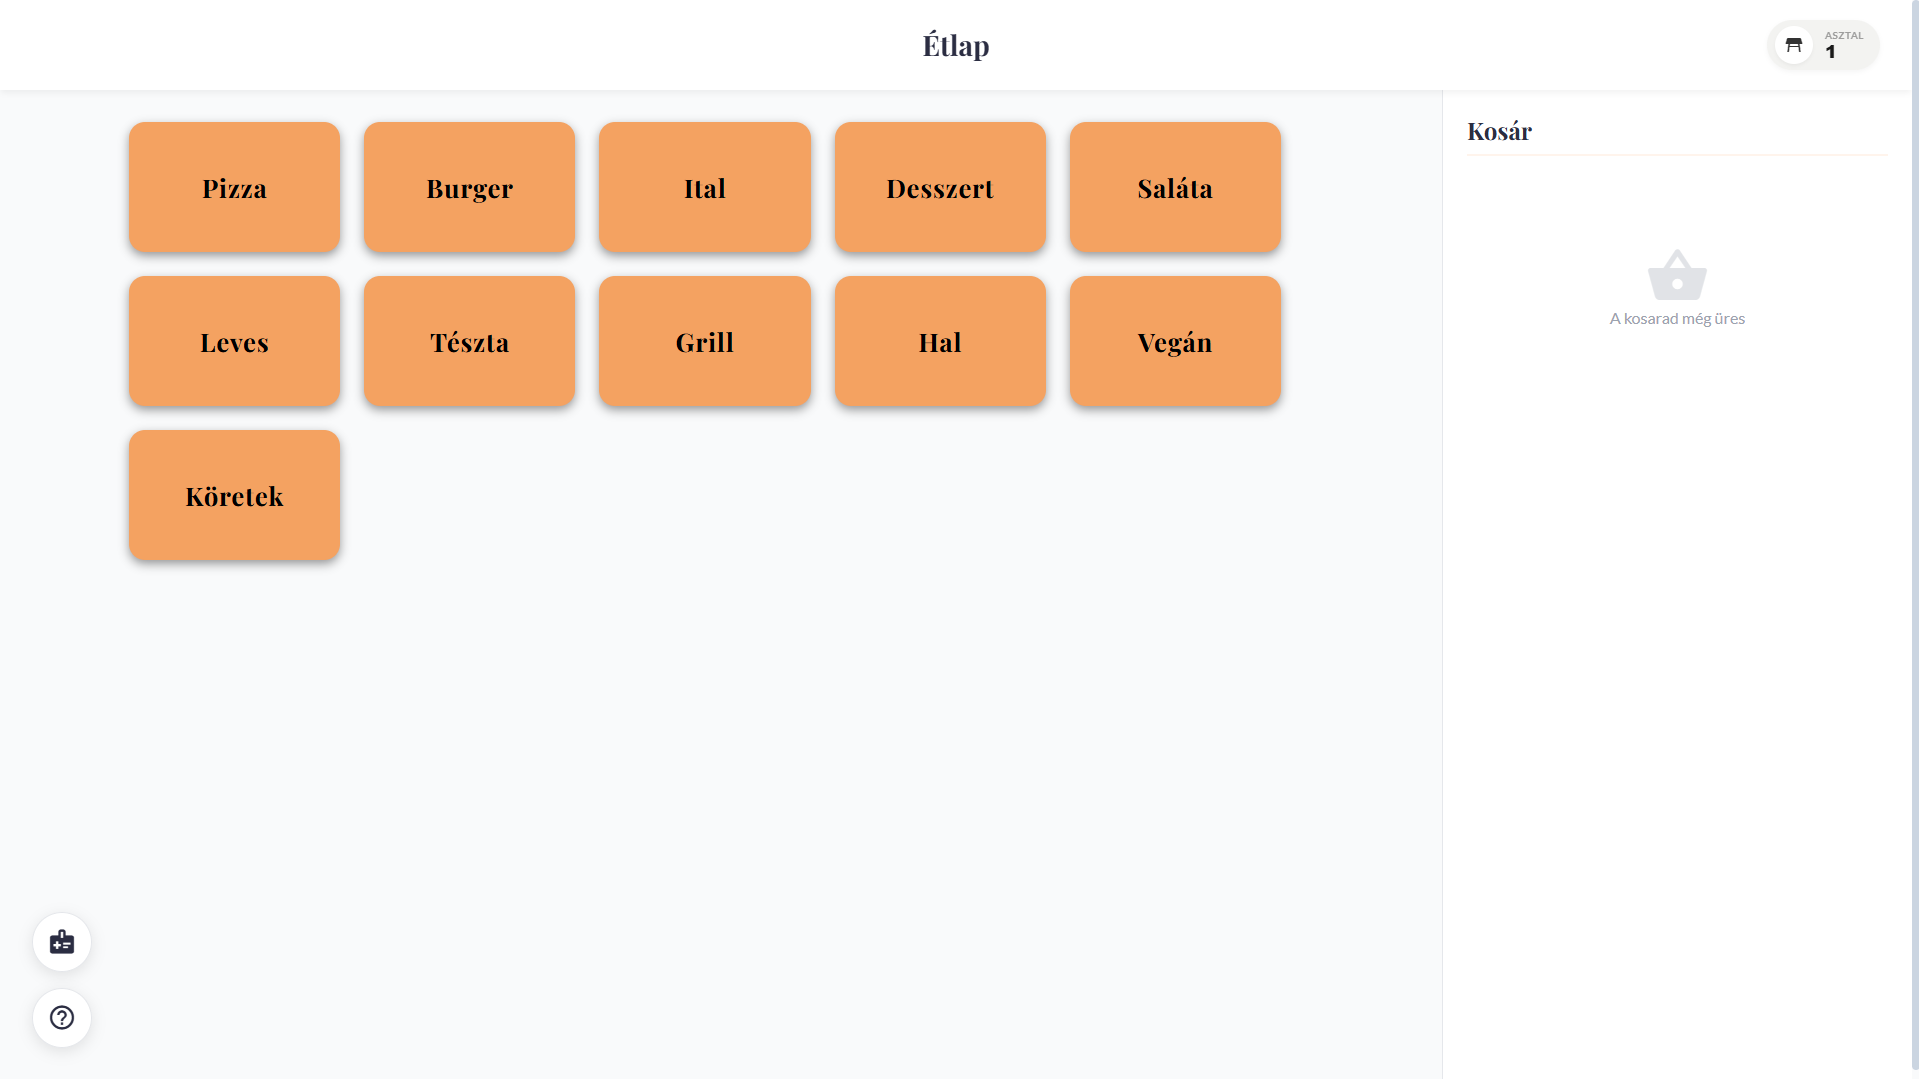 Étlap
ASZTAL
1
Pizza
Burger
Ital
Desszert
Saláta
Leves
Tészta
Grill
Hal
Vegán
Köretek
Kosár
A kosarad még üres